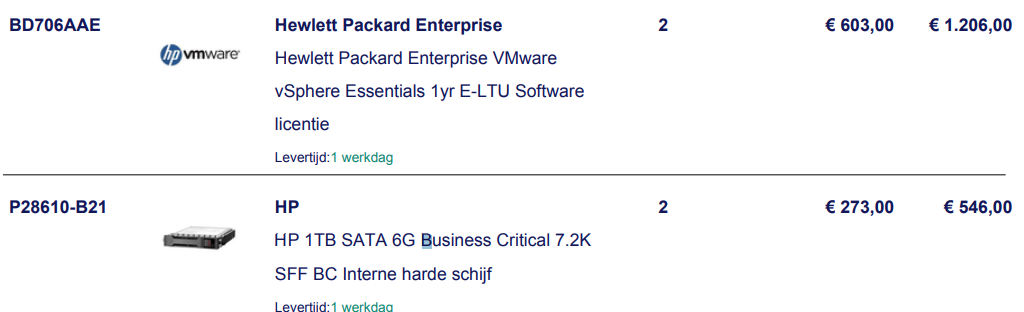 BD706AAE
hp vmware
Hewlett Packard Enterprise 2 € 603,00 € 1.206,00
Hewlett Packard Enterprise VMware
vSphere Essentials 1yr E-LTU Software
licentie
Levertijd:1 werkdag
P28610-B21
HP 2 € 273,00 € 546,00
HP 1TB SATA 6G Business Critical 7.2K
SFF BC Interne harde schijf
Levertijd:1 werkdag